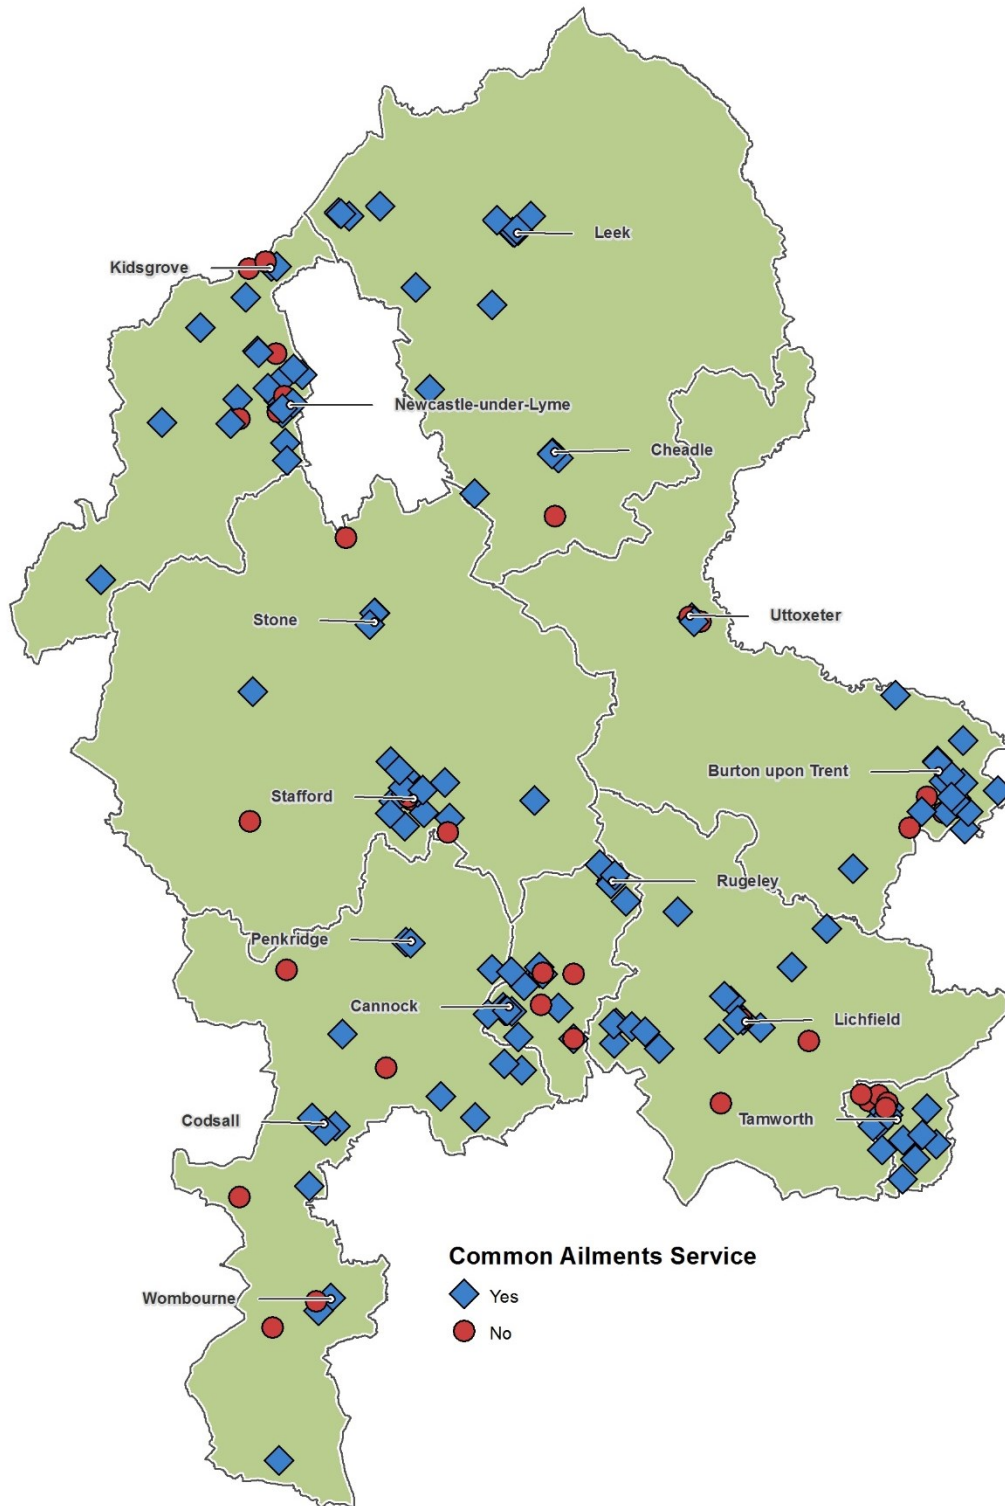 Leek
Kidsgrove
Newcastle-under-Lyme
Cheadle
Stone
Uttoxeter
Burton upon Trent
Stafford
Rugeley
Penkridge
Cannock
Lichfield
Tamworth
Codsall
Common Ailments Service
Yes
Wombourne
No